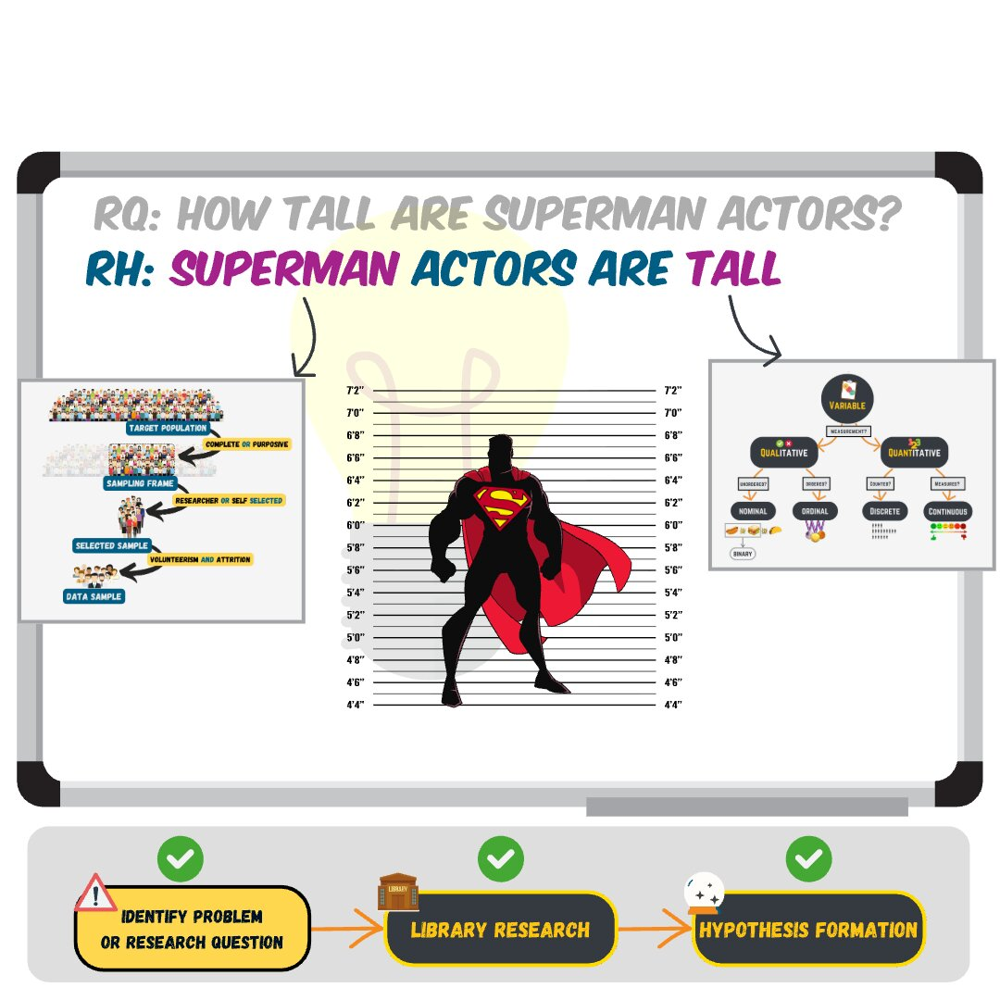 RQ: HOW TALL ARE SUPERMAN ACTORS?
RH: SUPERMAN ACTORS ARE TALL
TARGET POPULATION
COMPLETE OR PURPOSIVE
SAMPLING FRAME
RESEARCHER OR SELF SELECTED
SELECTED SAMPLE
VOLUNTEERISM AND ATTRITION
DATA SAMPLE
7'2" 7'2"
7'0" 7'0"
6'8" 6'8"
6'6" 6'6"
6'4" 6'4"
6'2" 6'2"
6'0" 6'0"
5'8" 5'8"
5'6" 5'6"
5'4" 5'4"
5'2" 5'2"
5'0" 5'0"
4'8" 4'8"
4'6" 4'6"
4'4" 4'4"
S
VARIABLE
MEASUREMENT?
QUALITATIVE QUANTITATIVE
UNORDERED? ORDERED? COUNTED? MEASURED?
NOMINAL ORDINAL DISCRETE CONTINUOUS
BINARY
IDENTIFY PROBLEM
OR RESEARCH QUESTION
LIBRARY
LIBRARY RESEARCH
HYPOTHESIS FORMATION